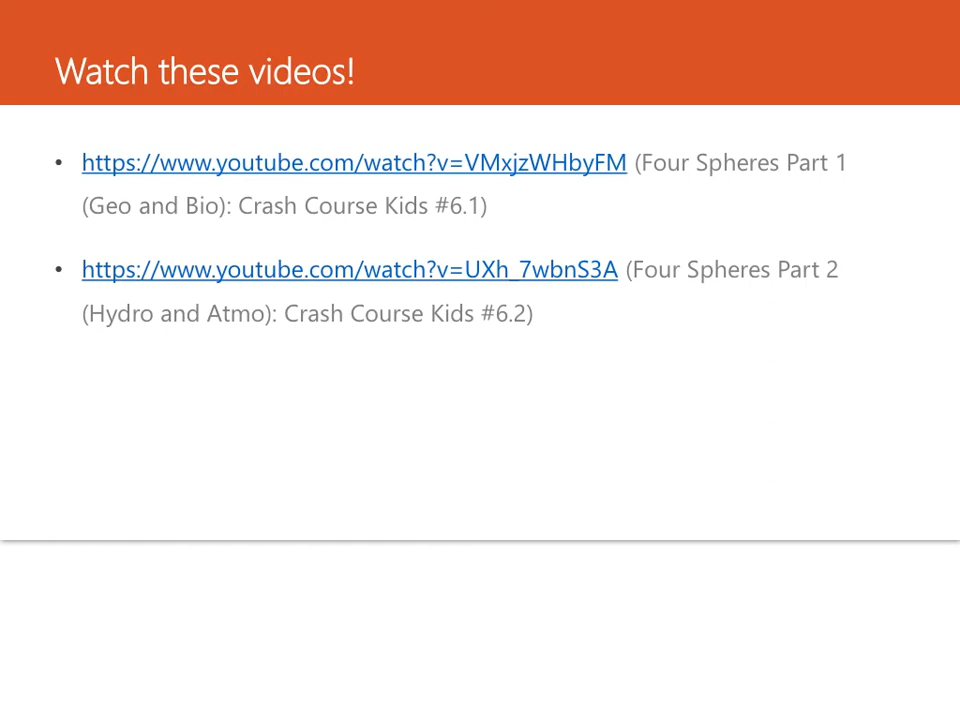 Watch these videos!
• https://www.youtube.com/watch?v=VMxjzWHbyFM (Four Spheres Part 1
(Geo and Bio): Crash Course Kids #6.1)
• https://www.youtube.com/watch?v=UXh_7wbnS3A (Four Spheres Part 2
(Hydro and Atmo): Crash Course Kids #6.2)